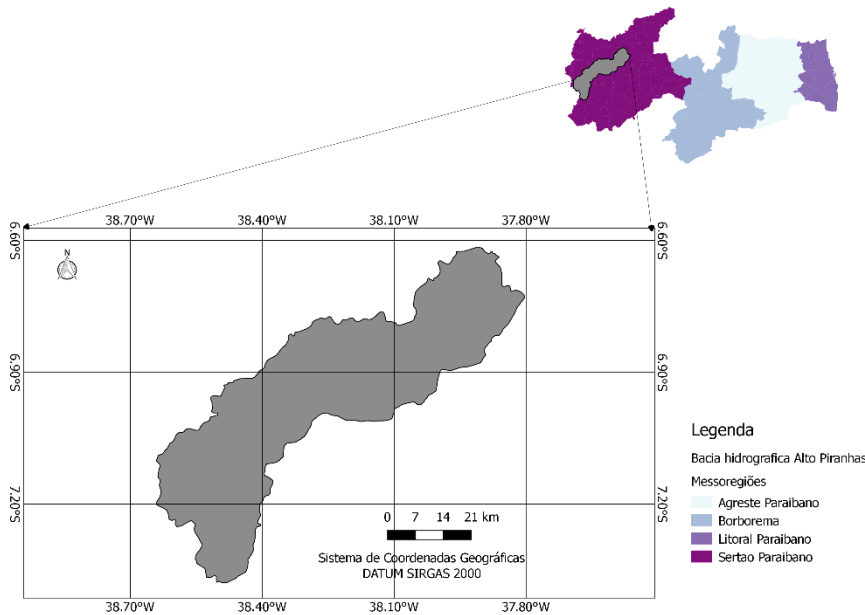 38.70°W 38.40°W 38.10°W 37.80°W
6.60°S 6.60°S
N
6.90°S 6.90°S
7.20°S 7.20°S
0 7 14 21 km
Sistema de Coordenadas Geográficas
DATUM SIRGAS 2000
38.70°W 38.40°W 38.10°W 37.80°W
Legenda
Bacia hidrografica Alto Piranhas
Messoregiões
Agreste Paraibano
Borborema
Litoral Paraibano
Sertao Paraibano